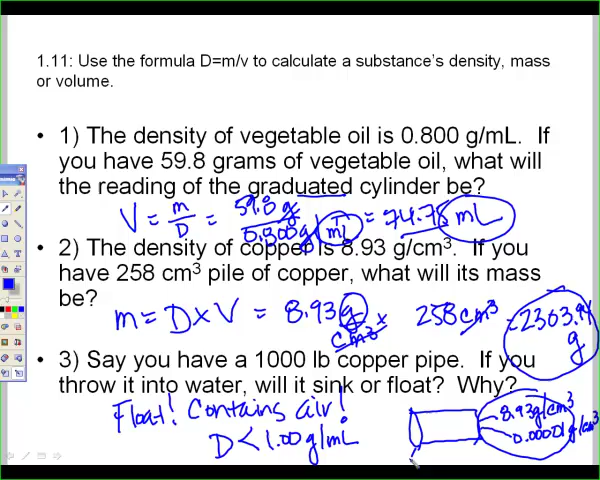 1.11: Use the formula D=m/v to calculate a substance's density, mass
or volume.
• 1) The density of vegetable oil is 0.800 g/mL. If
you have 59.8 grams of vegetable oil, what will
the reading of the graduated cylinder be?
V = m/D = 59.8 g / 0.800 g/mL = 74.75 mL
• 2) The density of copper is 8.93 g/cm³. If you
have 258 cm³ pile of copper, what will its mass
be?
m = D x V = 8.93 g/cm³ x 258 cm³ = 2303.94 g
• 3) Say you have a 1000 lb copper pipe. If you
throw it into water, will it sink or float? Why?
Float! Contains air!
D < 1.00 g/mL
8.93 g/cm³
0.00001 g/cm³